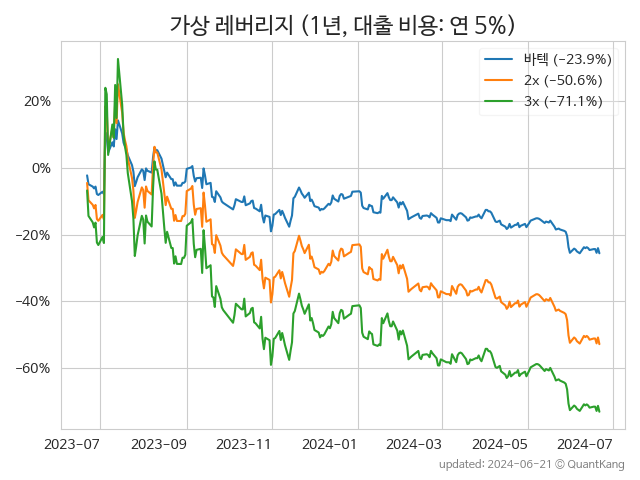 가상 레버리지 (1년, 대출 비용: 연 5%)
바텍 (−23.9%)
2x (−50.6%)
3x (−71.1%)
20%
0%
−20%
−40%
−60%
2023-07
2023-09
2023-11
2024-01
2024-03
2024-05
2024-07
updated: 2024-06-21 © QuantKang